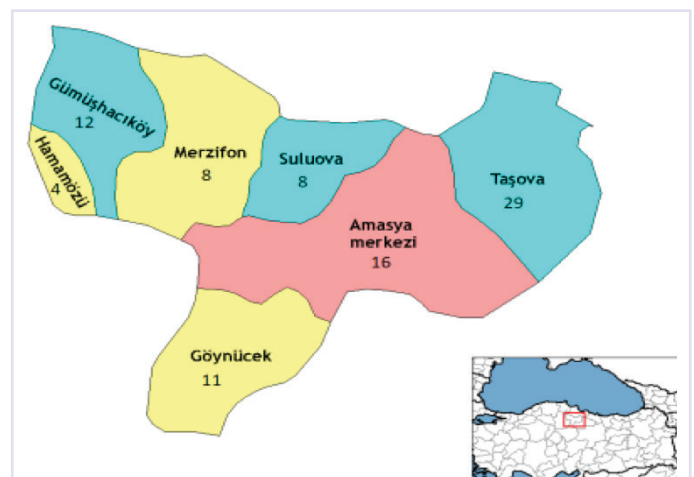 Gümüşhacıköy
12
Hamamözü
4
Merzifon
8
Suluova
8
Taşova
29
Amasya
merkezi
16
Göynücek
11